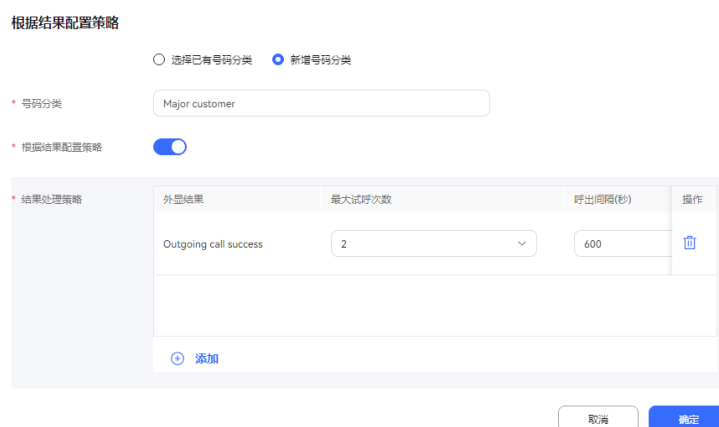 根据结果配置策略
选择已有号码分类 新增号码分类
* 号码分类 Major customer
* 根据结果配置策略
* 结果处理策略 外显结果 最大试呼次数 呼出间隔(秒) 操作
Outgoing call success 2 600
添加
取消 确定